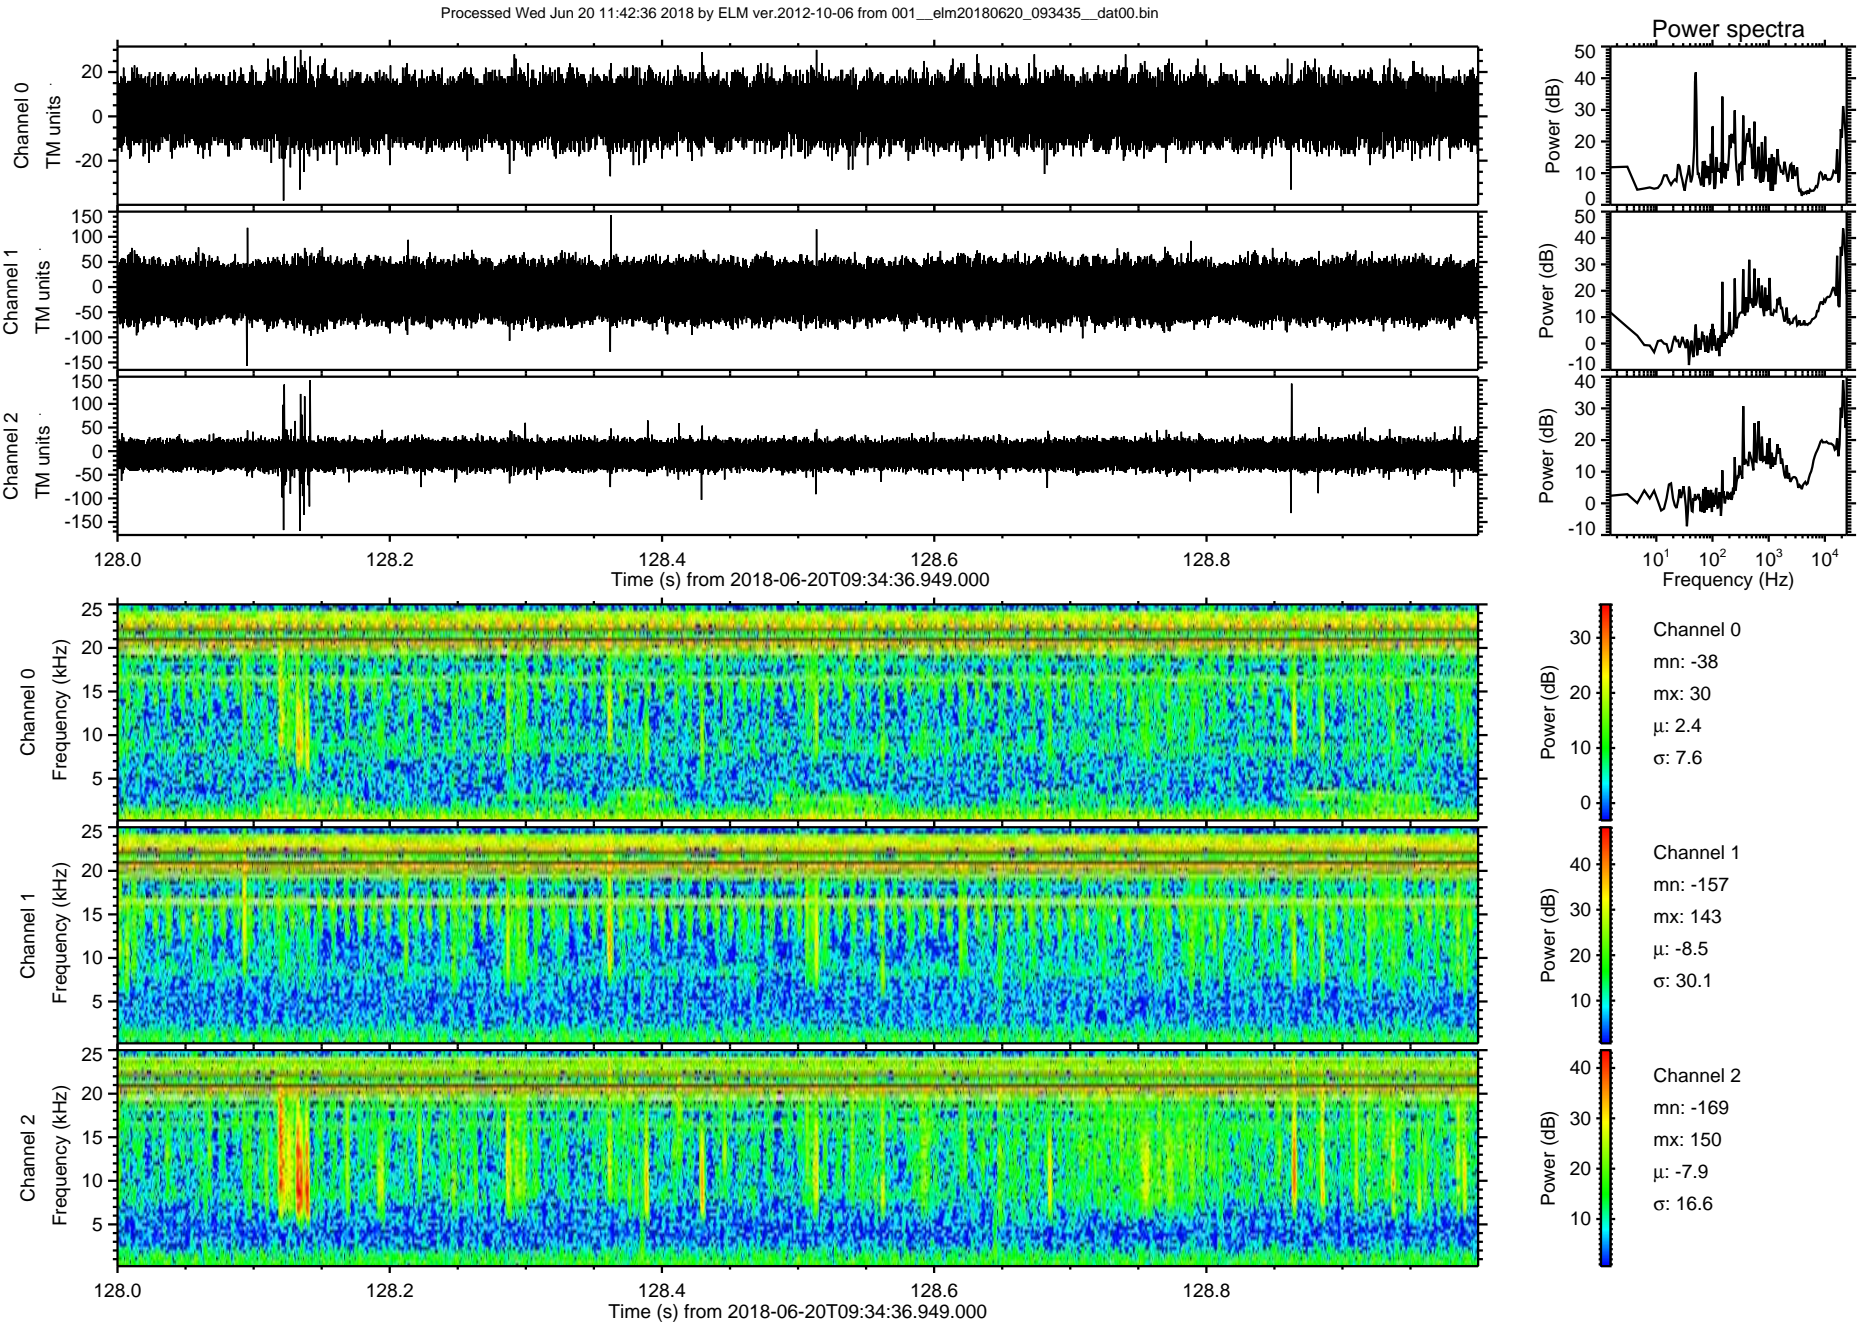 Processed Wed Jun 20 11:42:36 2018 by ELM ver.2012-10-06 from 001__elm20180620_093435__dat00.bin
Power spectra
Channel 0
TM units
20
0
-20
Power (dB)
50
40
30
20
10
0
Channel 1
TM units
150
100
50
0
-50
-100
-150
Power (dB)
50
40
30
20
10
0
-10
Channel 2
TM units
150
100
50
0
-50
-100
-150
Power (dB)
40
30
20
10
0
-10
128.0 128.2 128.4 128.6 128.8
Time (s) from 2018-06-20T09:34:36.949.000
10^1 10^2 10^3 10^4
Frequency (Hz)
Channel 0
Frequency (kHz)
25
20
15
10
5
Power (dB)
30
20
10
0
Channel 0
mn: -38
mx: 30
μ: 2.4
σ: 7.6
Channel 1
Frequency (kHz)
25
20
15
10
5
Power (dB)
40
30
20
10
Channel 1
mn: -157
mx: 143
μ: -8.5
σ: 30.1
Channel 2
Frequency (kHz)
25
20
15
10
5
Power (dB)
40
30
20
10
Channel 2
mn: -169
mx: 150
μ: -7.9
σ: 16.6
128.0 128.2 128.4 128.6 128.8
Time (s) from 2018-06-20T09:34:36.949.000